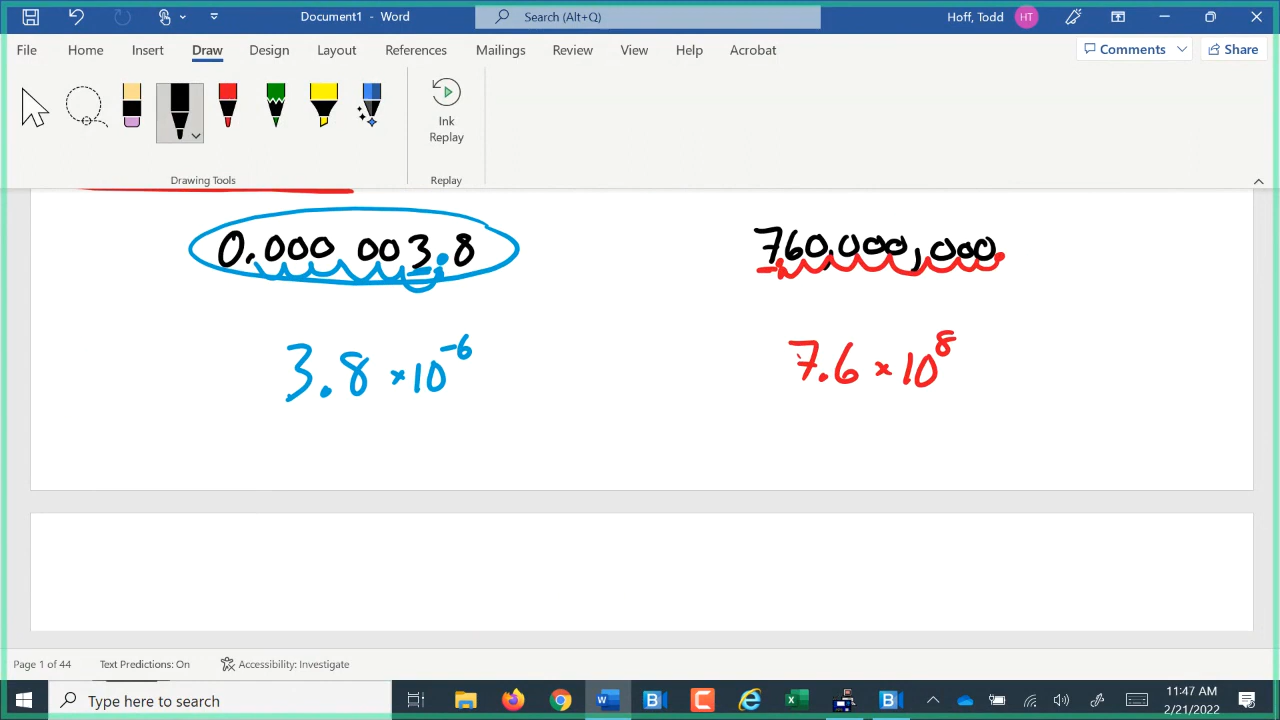 Document1 - Word
Search (Alt+Q)
Hoff, Todd
HT
File Home Insert Draw Design Layout References Mailings Review View Help Acrobat
Comments
Share
Ink
Replay
Drawing Tools
Replay
0.000 003.8
760,000,000.
3.8 ×10⁻⁶
7.6 ×10⁸
Page 1 of 44
Text Predictions: On
Accessibility: Investigate
Type here to search
11:47 AM
2/21/2022